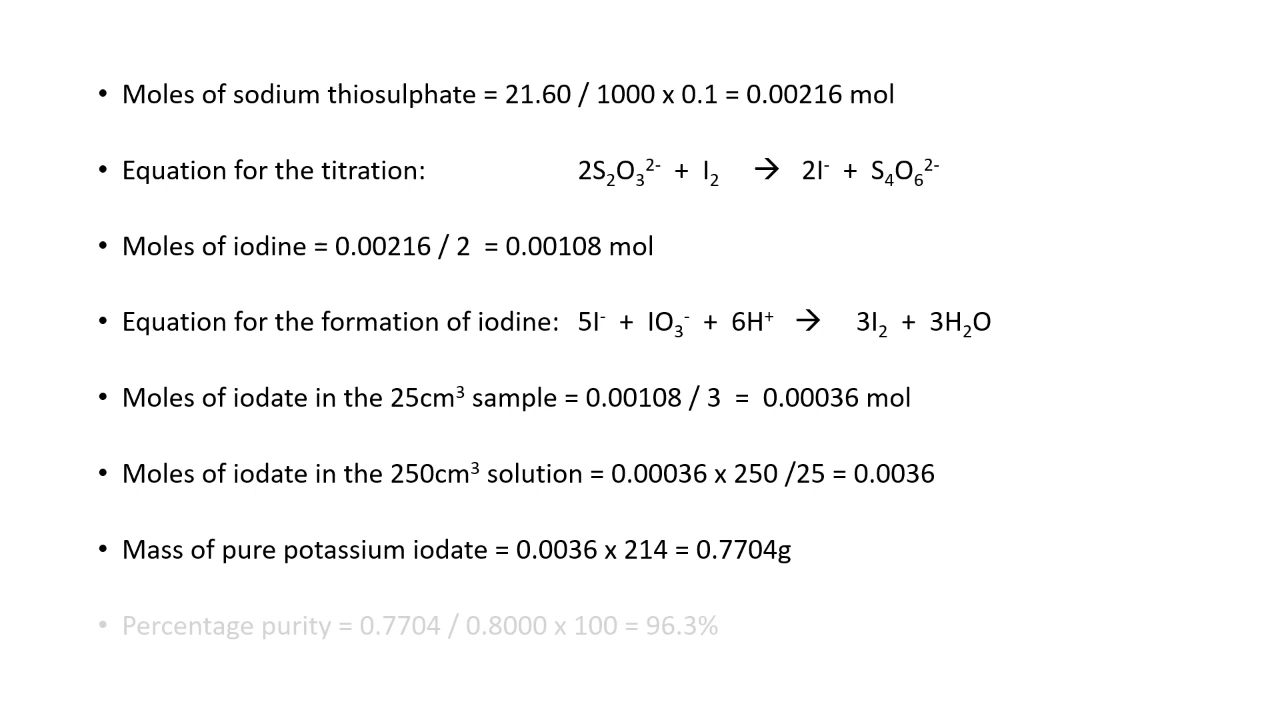 • Moles of sodium thiosulphate = 21.60 / 1000 x 0.1 = 0.00216 mol
• Equation for the titration: 2S₂O₃²⁻ + I₂ → 2I⁻ + S₄O₆²⁻
• Moles of iodine = 0.00216 / 2 = 0.00108 mol
• Equation for the formation of iodine: 5I⁻ + IO₃⁻ + 6H⁺ → 3I₂ + 3H₂O
• Moles of iodate in the 25cm³ sample = 0.00108 / 3 = 0.00036 mol
• Moles of iodate in the 250cm³ solution = 0.00036 x 250 /25 = 0.0036
• Mass of pure potassium iodate = 0.0036 x 214 = 0.7704g
• Percentage purity = 0.7704 / 0.8000 x 100 = 96.3%